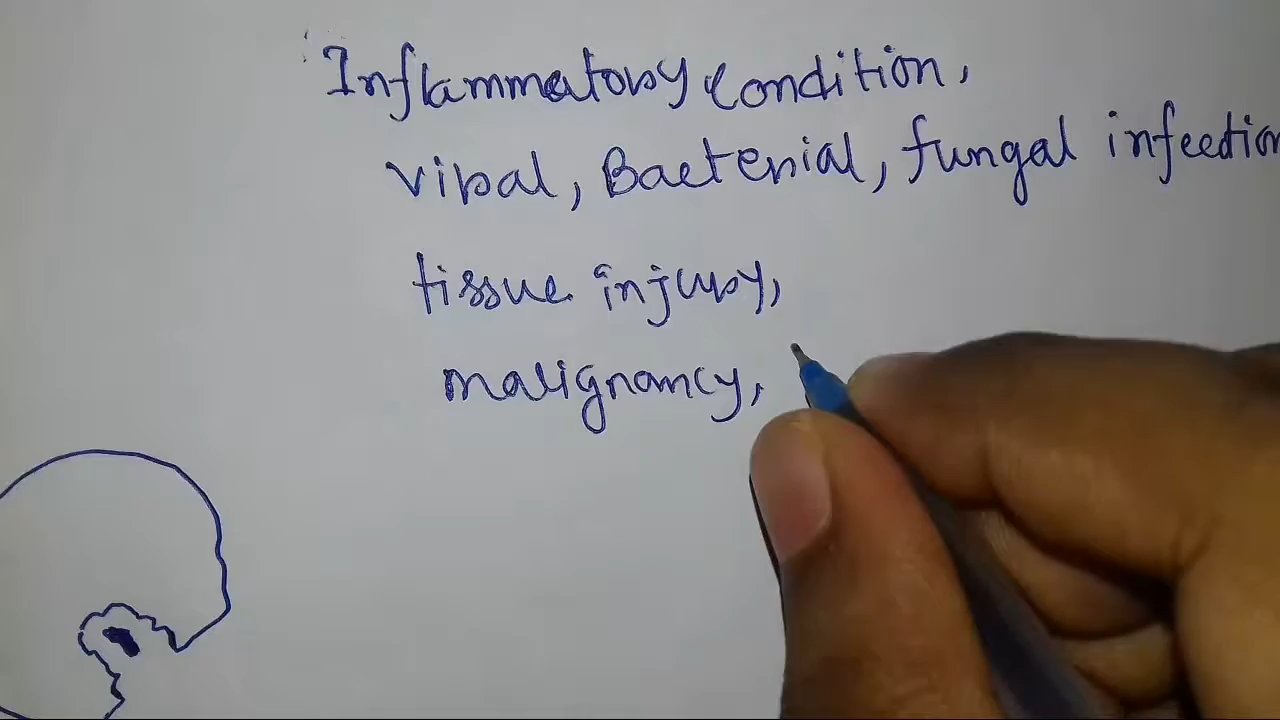 Inflammatory condition,
Viral, Bacterial, fungal infection
tissue injury,
malignancy,